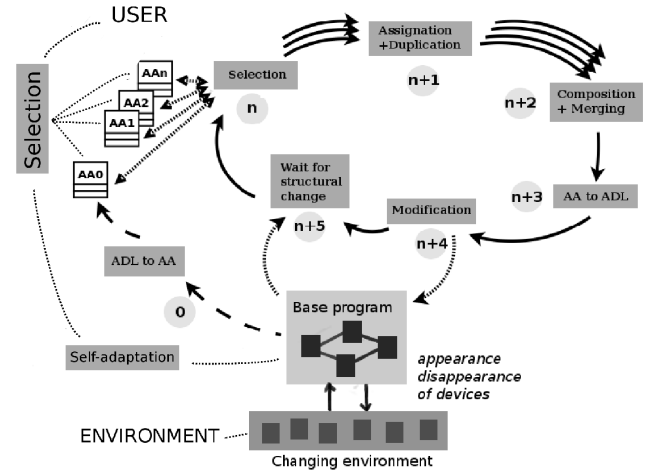 USER
Assignation
+Duplication
n+1
Selection
n
AAn
AA2
AA1
AA0
Selection
n+2
Composition
+ Merging
Wait for
structural
change
n+5
n+3
AA to ADL
Modification
n+4
ADL to AA
0
Base program
Self-adaptation
appearance
disappearance
of devices
ENVIRONMENT
Changing environment